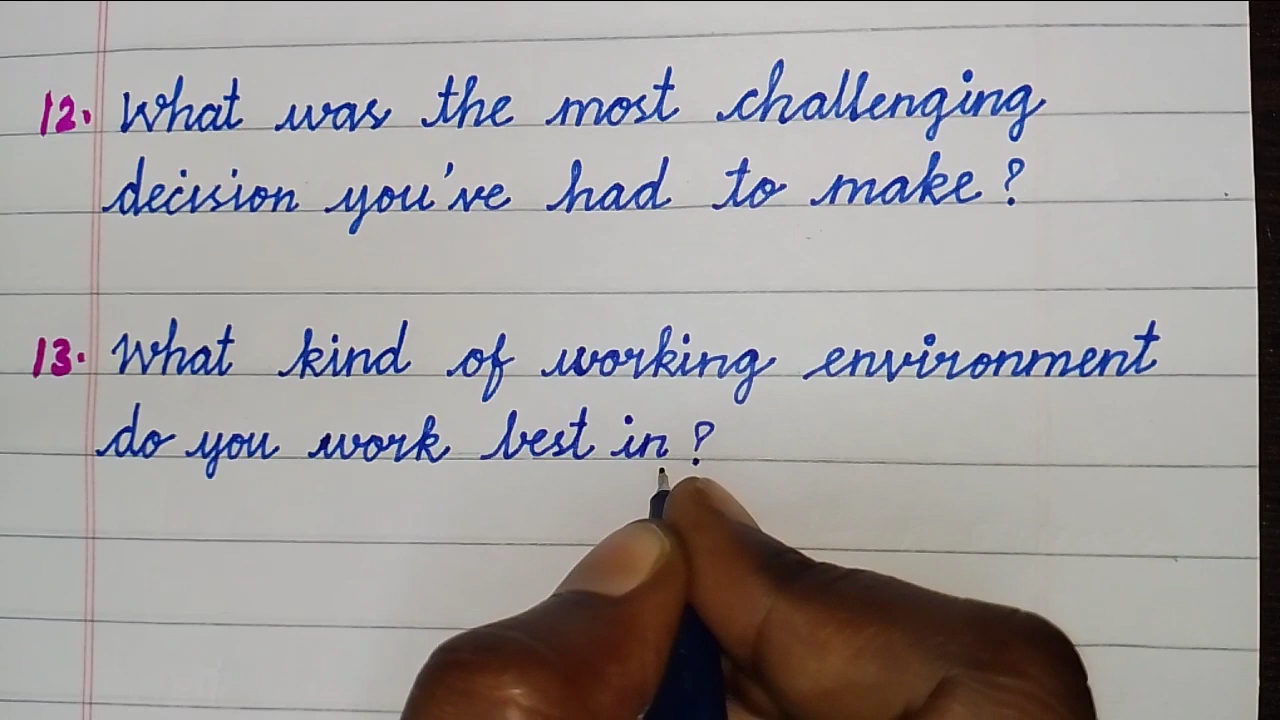 12. What was the most challenging
decision you've had to make?
13. What kind of working environment
do you work best in?